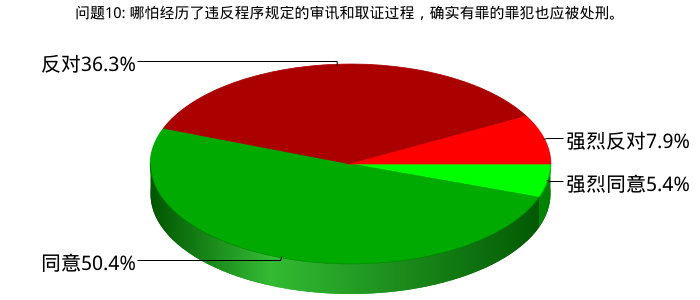 问题10: 哪怕经历了违反程序规定的审讯和取证过程，确实有罪的罪犯也应被处刑。
反对36.3%
强烈反对7.9%
强烈同意5.4%
同意50.4%